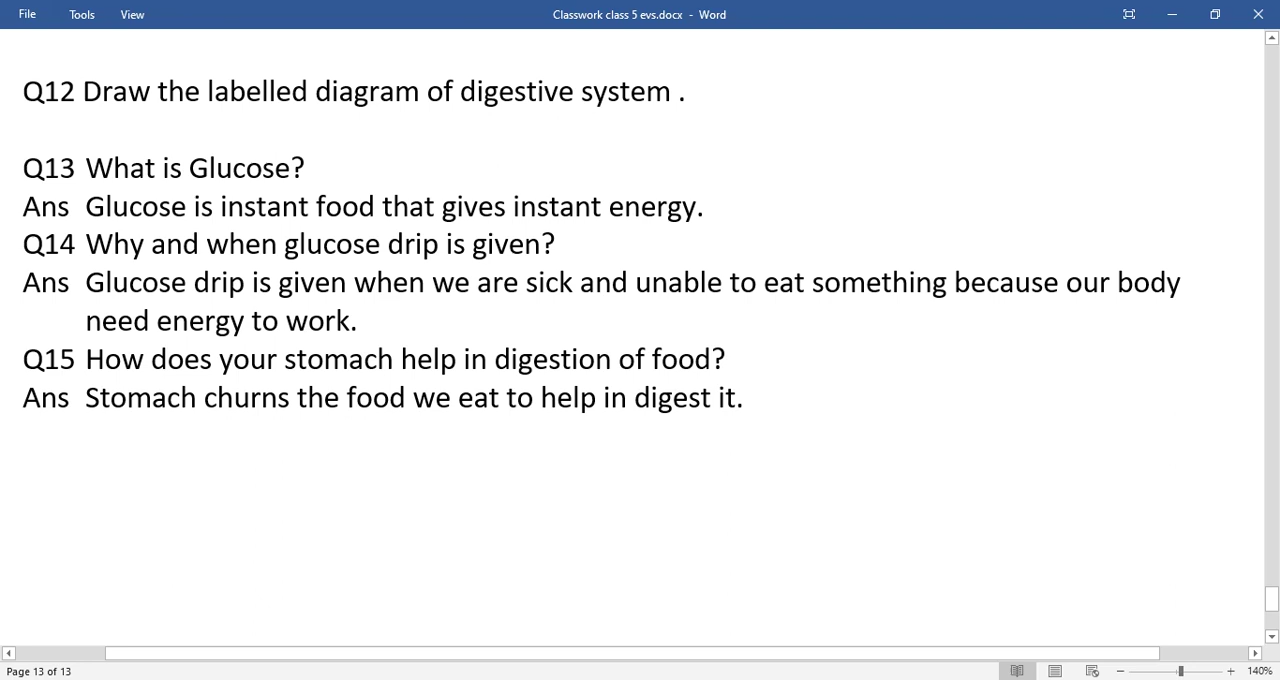 File Tools View Classwork class 5 evs.docx - Word
Q12 Draw the labelled diagram of digestive system .
Q13 What is Glucose?
Ans Glucose is instant food that gives instant energy.
Q14 Why and when glucose drip is given?
Ans Glucose drip is given when we are sick and unable to eat something because our body
need energy to work.
Q15 How does your stomach help in digestion of food?
Ans Stomach churns the food we eat to help in digest it.
Page 13 of 13 140%